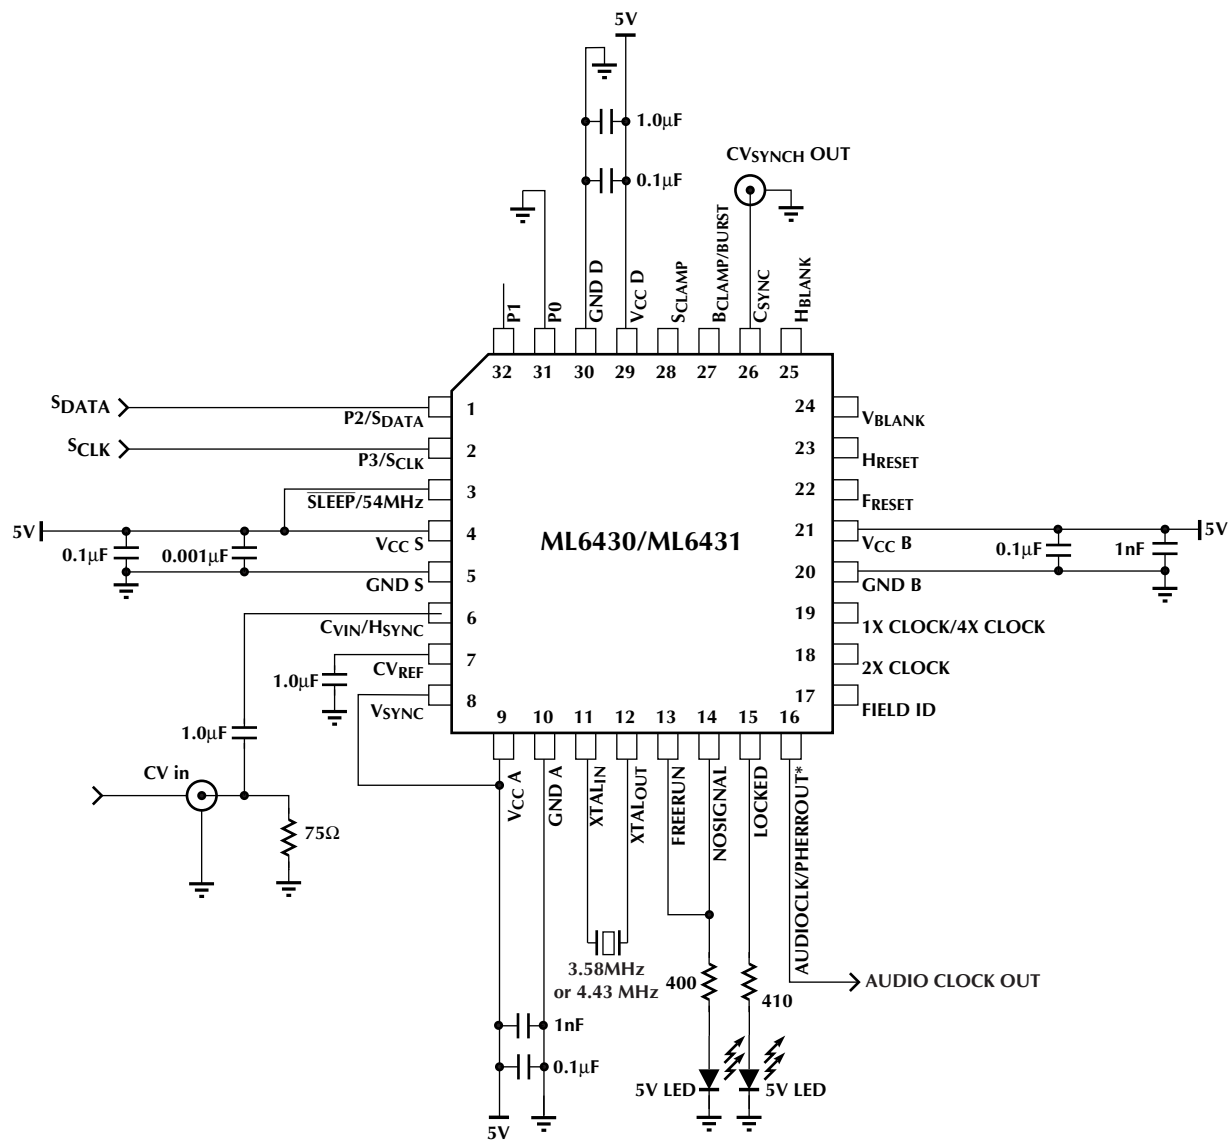 5V
1.0µF
0.1µF
CVSYNCH OUT
P1
P0
GND D
VCC D
SCLAMP
BCLAMP/BURST
CSYNC
HBLANK
32 31 30 29 28 27 26 25
SDATA
P2/SDATA
1
SCLK
P3/SCLK
2
SLEEP/54MHz
3
5V
VCC S
4
0.1µF
0.001µF
GND S
5
CVIN/HSYNC
6
CVREF
7
1.0µF
VSYNC
8
1.0µF
CV in
75Ω
ML6430/ML6431
24
VBLANK
23
HRESET
22
FRESET
21
VCC B
5V
0.1µF
1nF
20
GND B
19
1X CLOCK/4X CLOCK
18
2X CLOCK
17
FIELD ID
9 10 11 12 13 14 15 16
VCC A
GND A
XTALIN
XTALOUT
FREERUN
NOSIGNAL
LOCKED
AUDIOCLK/PHERROUT*
3.58MHz
or 4.43 MHz
400
410
AUDIO CLOCK OUT
1nF
0.1µF
5V LED
5V LED
5V